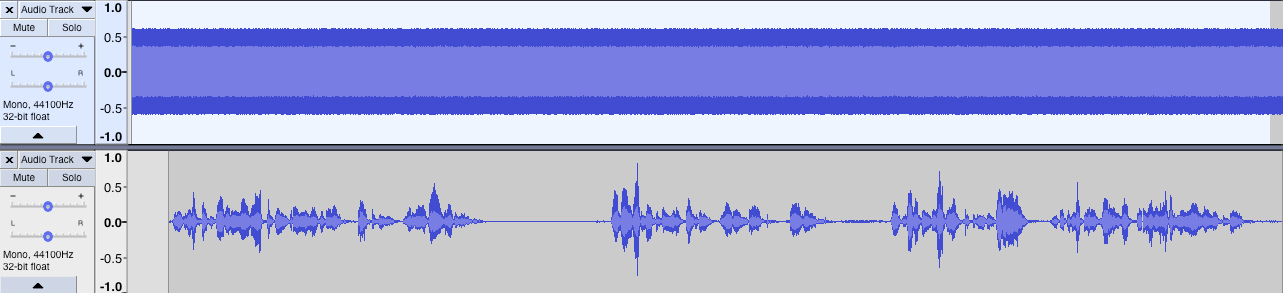 × Audio Track ▼ 1.0
Mute Solo
0.5
- +
L R 0.0
Mono, 44100Hz
32-bit float -0.5
-1.0
× Audio Track ▼ 1.0
Mute Solo
0.5
- +
L R 0.0
Mono, 44100Hz
32-bit float -0.5
-1.0